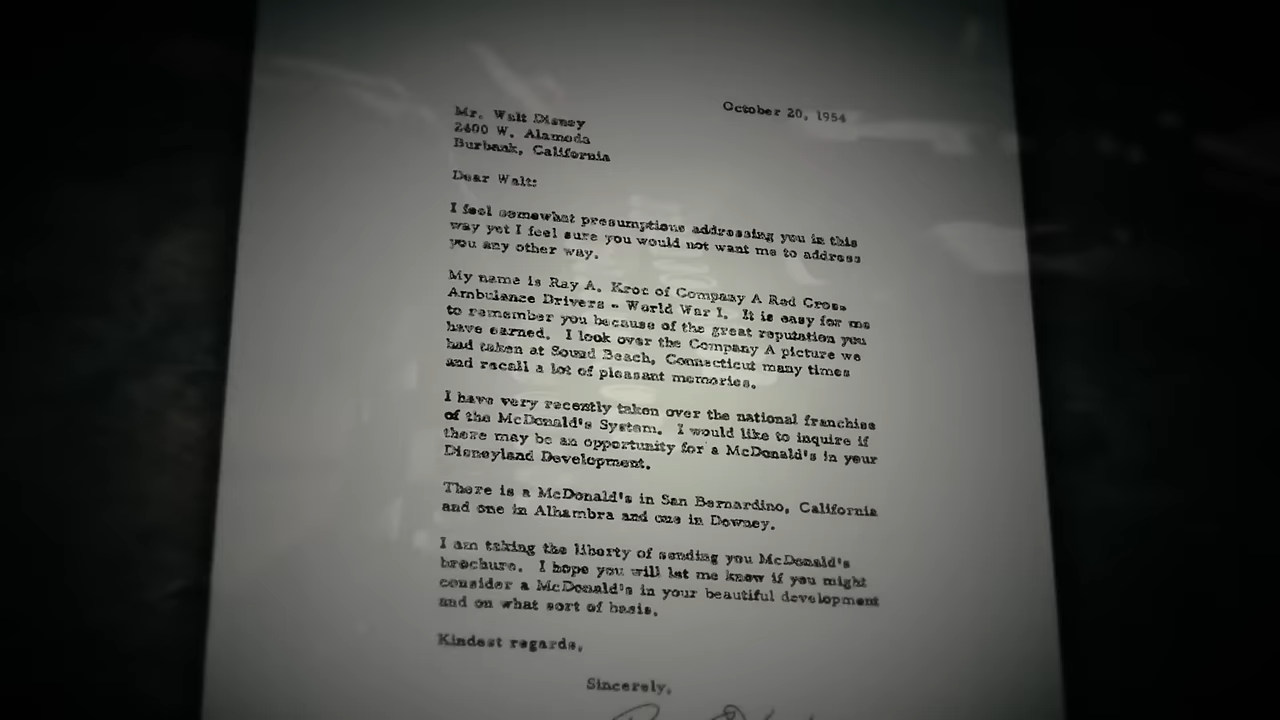 October 20, 1954
Mr. Walt Disney
2400 W. Alameda
Burbank, California
Dear Walt:
I feel somewhat presumptious addressing you in this
way yet I feel sure you would not want me to address
you any other way.
My name is Ray A. Kroc of Company A Red Cross
Ambulance Drivers - World War I. It is easy for me
to remember you because of the great reputation you
have earned. I look over the Company A picture we
had taken at Sound Beach, Connecticut many times
and recall a lot of pleasant memories.
I have very recently taken over the national franchise
of the McDonald's System. I would like to inquire if
there may be an opportunity for a McDonald's in your
Disneyland Development.
There is a McDonald's in San Bernardino, California
and one in Alhambra and one in Downey.
I am taking the liberty of sending you McDonald's
brochure. I hope you will let me know if you might
consider a McDonald's in your beautiful development
and on what sort of basis.
Kindest regards,
Sincerely,